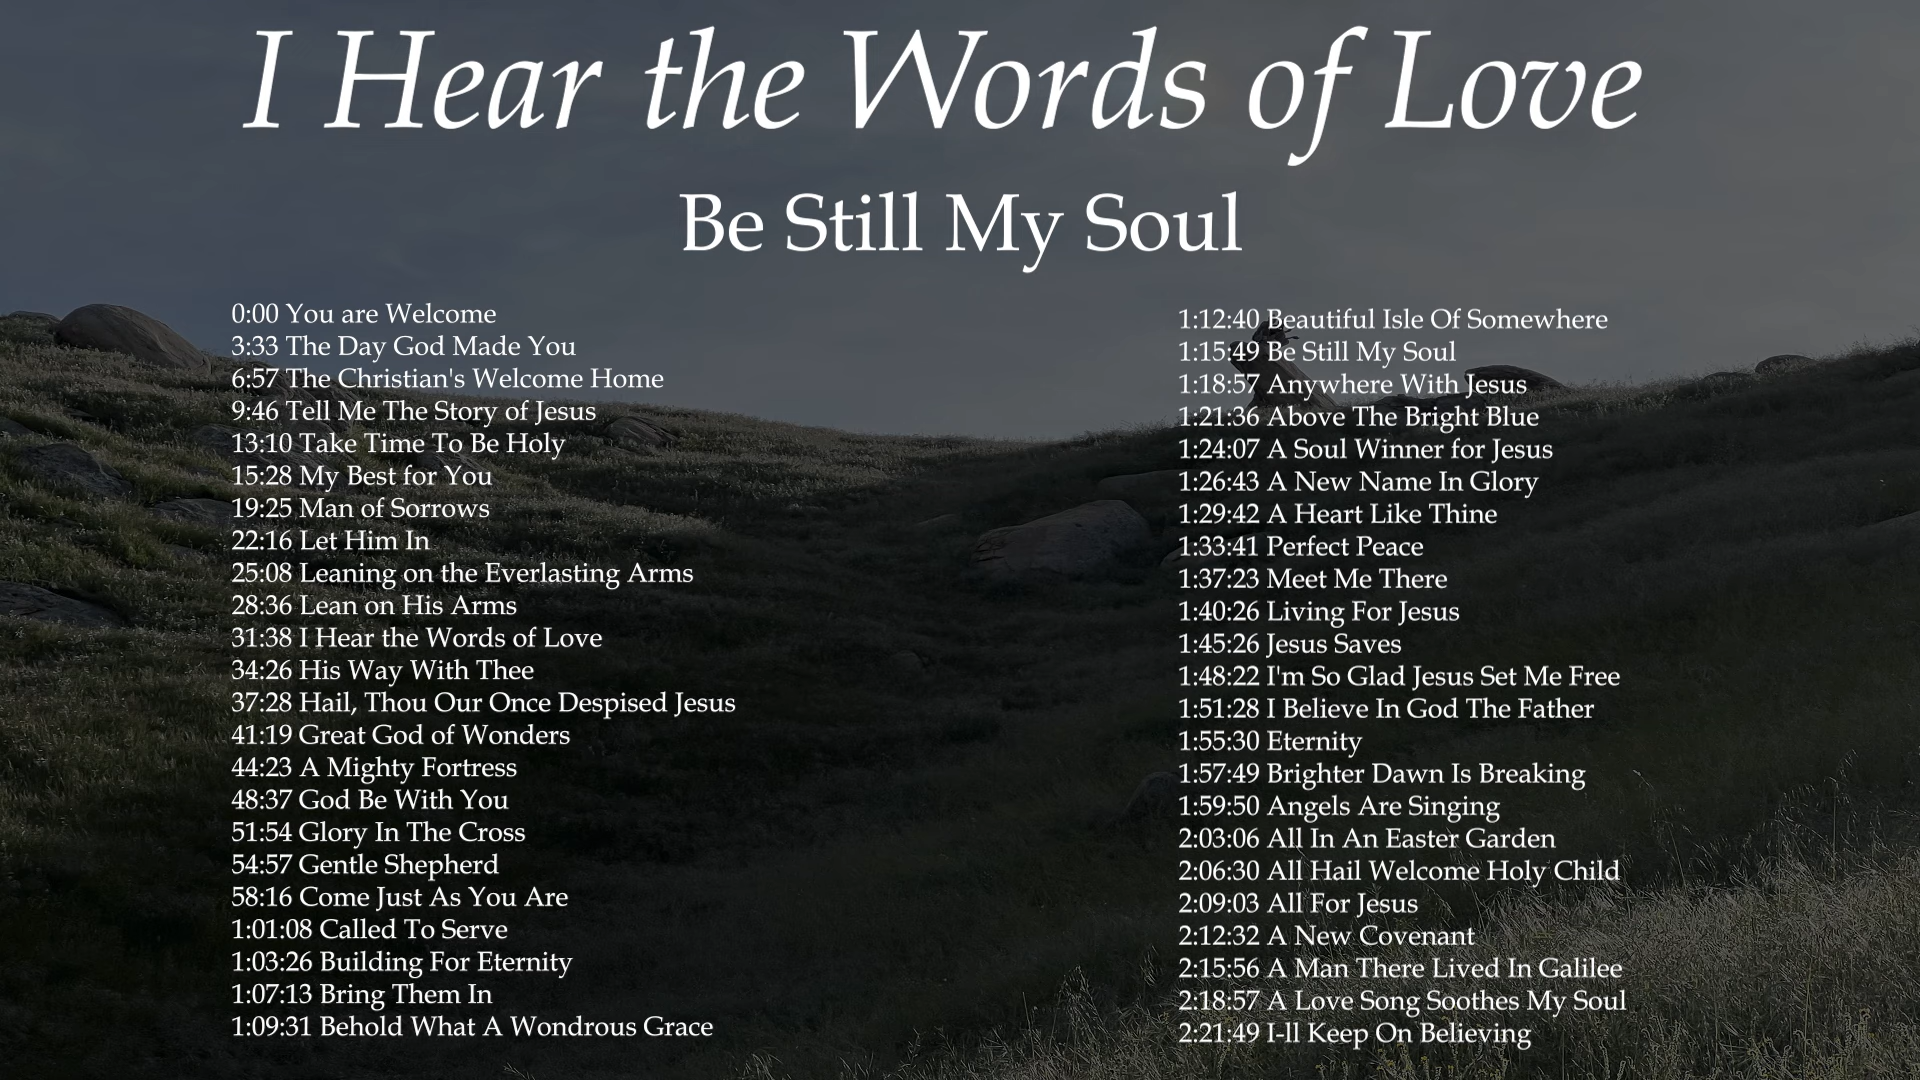 I Hear the Words of Love
Be Still My Soul
0:00 You are Welcome
3:33 The Day God Made You
6:57 The Christian's Welcome Home
9:46 Tell Me The Story of Jesus
13:10 Take Time To Be Holy
15:28 My Best for You
19:25 Man of Sorrows
22:16 Let Him In
25:08 Leaning on the Everlasting Arms
28:36 Lean on His Arms
31:38 I Hear the Words of Love
34:26 His Way With Thee
37:28 Hail, Thou Our Once Despised Jesus
41:19 Great God of Wonders
44:23 A Mighty Fortress
48:37 God Be With You
51:54 Glory In The Cross
54:57 Gentle Shepherd
58:16 Come Just As You Are
1:01:08 Called To Serve
1:03:26 Building For Eternity
1:07:13 Bring Them In
1:09:31 Behold What A Wondrous Grace
1:12:40 Beautiful Isle Of Somewhere
1:15:49 Be Still My Soul
1:18:57 Anywhere With Jesus
1:21:36 Above The Bright Blue
1:24:07 A Soul Winner for Jesus
1:26:43 A New Name In Glory
1:29:42 A Heart Like Thine
1:33:41 Perfect Peace
1:37:23 Meet Me There
1:40:26 Living For Jesus
1:45:26 Jesus Saves
1:48:22 I'm So Glad Jesus Set Me Free
1:51:28 I Believe In God The Father
1:55:30 Eternity
1:57:49 Brighter Dawn Is Breaking
1:59:50 Angels Are Singing
2:03:06 All In An Easter Garden
2:06:30 All Hail Welcome Holy Child
2:09:03 All For Jesus
2:12:32 A New Covenant
2:15:56 A Man There Lived In Galilee
2:18:57 A Love Song Soothes My Soul
2:21:49 I-ll Keep On Believing